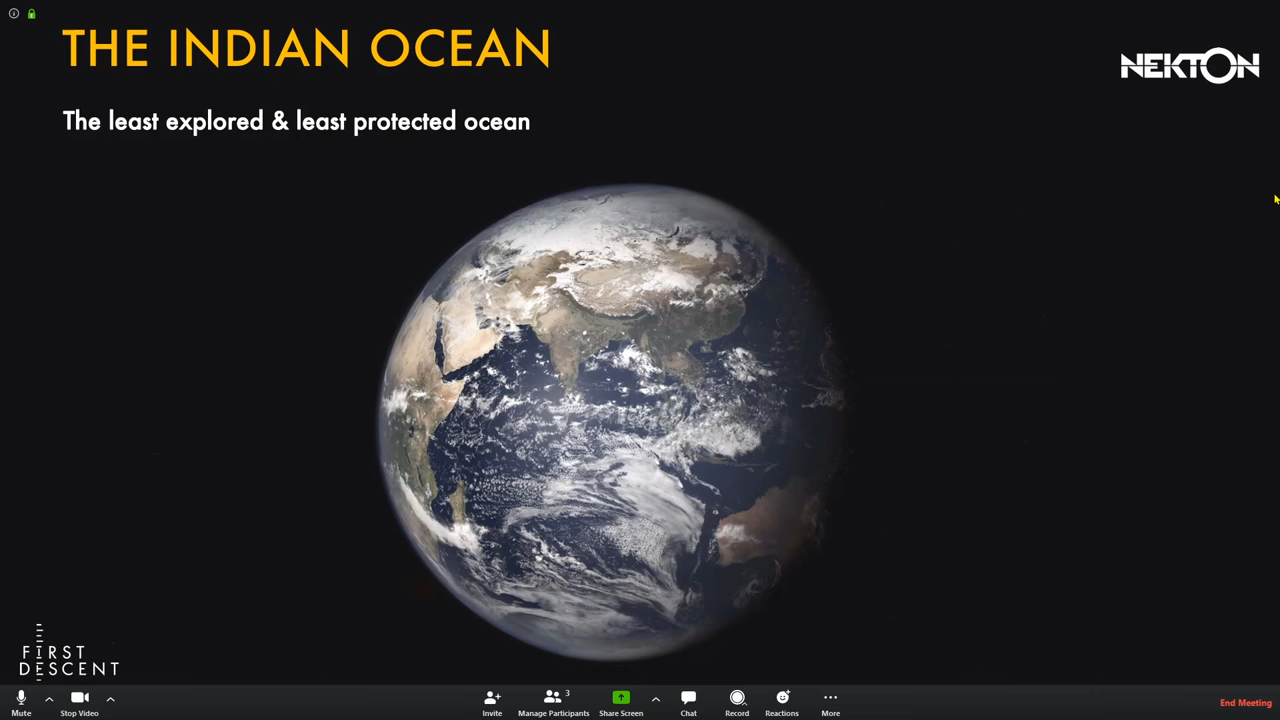 THE INDIAN OCEAN
NEKTON
The least explored & least protected ocean
FIRST
DESCENT
Mute
Stop Video
Invite
3
Manage Participants
Share Screen
Chat
Record
Reactions
More
End Meeting